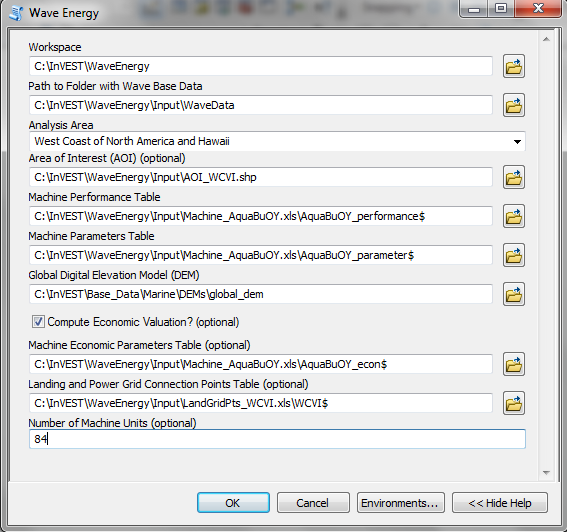 Wave Energy
Workspace
C:\InVEST\WaveEnergy
Path to Folder with Wave Base Data
C:\InVEST\WaveEnergy\Input\WaveData
Analysis Area
West Coast of North America and Hawaii
Area of Interest (AOI) (optional)
C:\InVEST\WaveEnergy\Input\AOI_WCVI.shp
Machine Performance Table
C:\InVEST\WaveEnergy\Input\Machine_AquaBuOY.xls\AquaBuOY_performance$
Machine Parameters Table
C:\InVEST\WaveEnergy\Input\Machine_AquaBuOY.xls\AquaBuOY_parameter$
Global Digital Elevation Model (DEM)
C:\InVEST\Base_Data\Marine\DEMs\global_dem
Compute Economic Valuation? (optional)
Machine Economic Parameters Table (optional)
C:\InVEST\WaveEnergy\Input\Machine_AquaBuOY.xls\AquaBuOY_econ$
Landing and Power Grid Connection Points Table (optional)
C:\InVEST\WaveEnergy\Input\LandGridPts_WCVI.xls\WCVI$
Number of Machine Units (optional)
84
OK Cancel Environments... << Hide Help